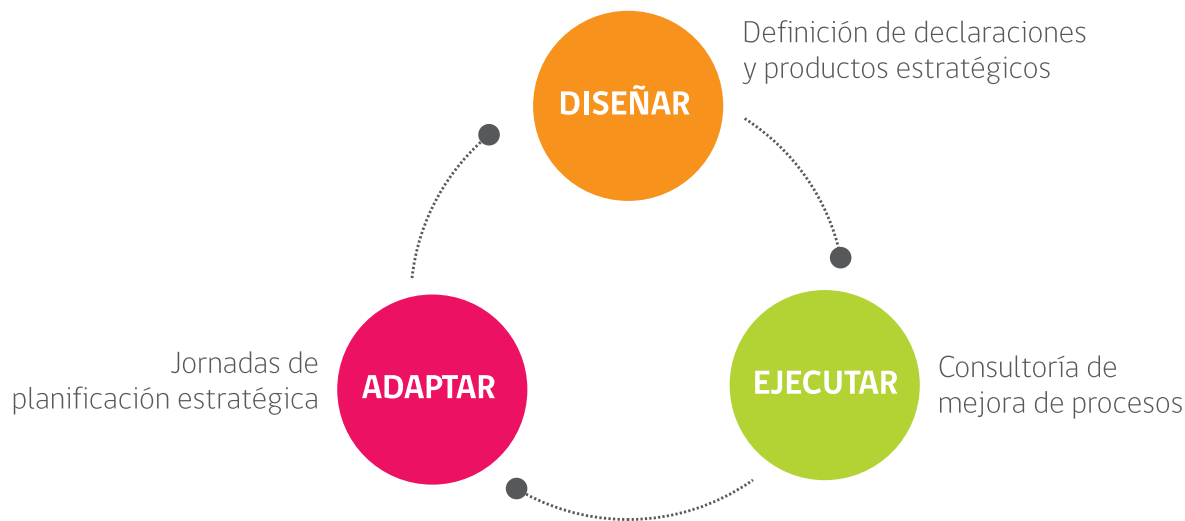 Definición de declaraciones
y productos estratégicos
DISEÑAR
Jornadas de
planificación estratégica
ADAPTAR
EJECUTAR
Consultoría de
mejora de procesos